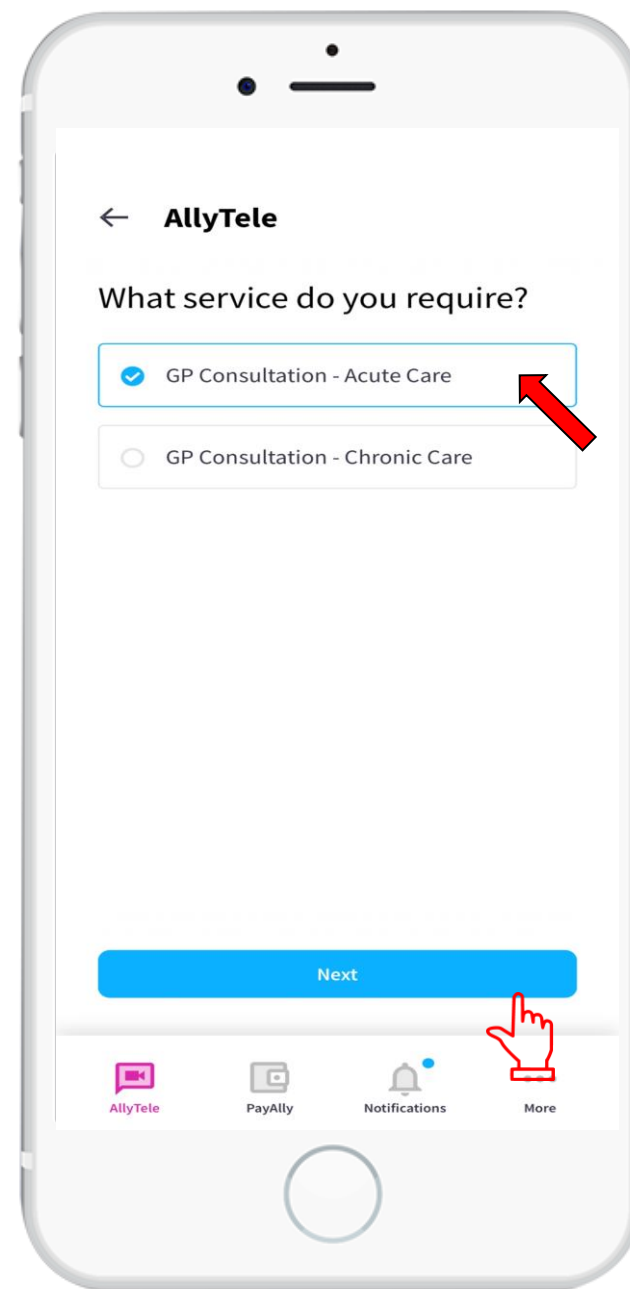 AllyTele
What service do you require?
GP Consultation - Acute Care
GP Consultation - Chronic Care
Next
AllyTele
PayAlly
Notifications
More